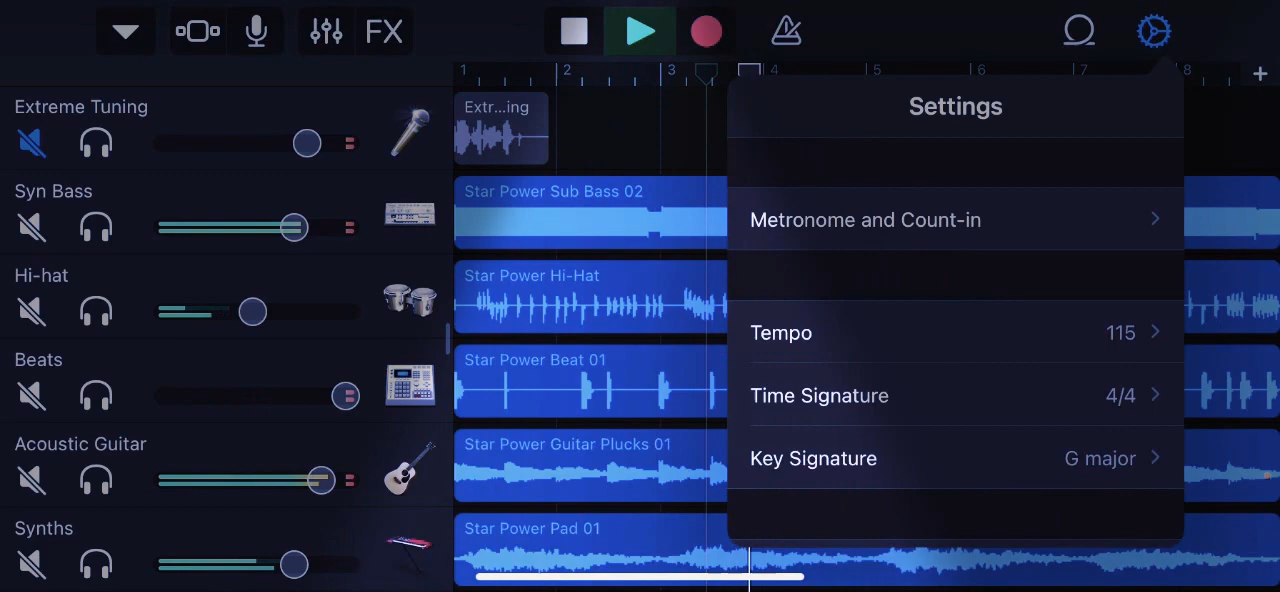 FX
1 2 3 4 5 6 7 8 +
Settings
Extreme Tuning
Extr...ing
Syn Bass
Star Power Sub Bass 02
Metronome and Count-in
Hi-hat
Star Power Hi-Hat
Tempo 115
Beats
Star Power Beat 01
Time Signature 4/4
Acoustic Guitar
Star Power Guitar Plucks 01
Key Signature G major
Synths
Star Power Pad 01